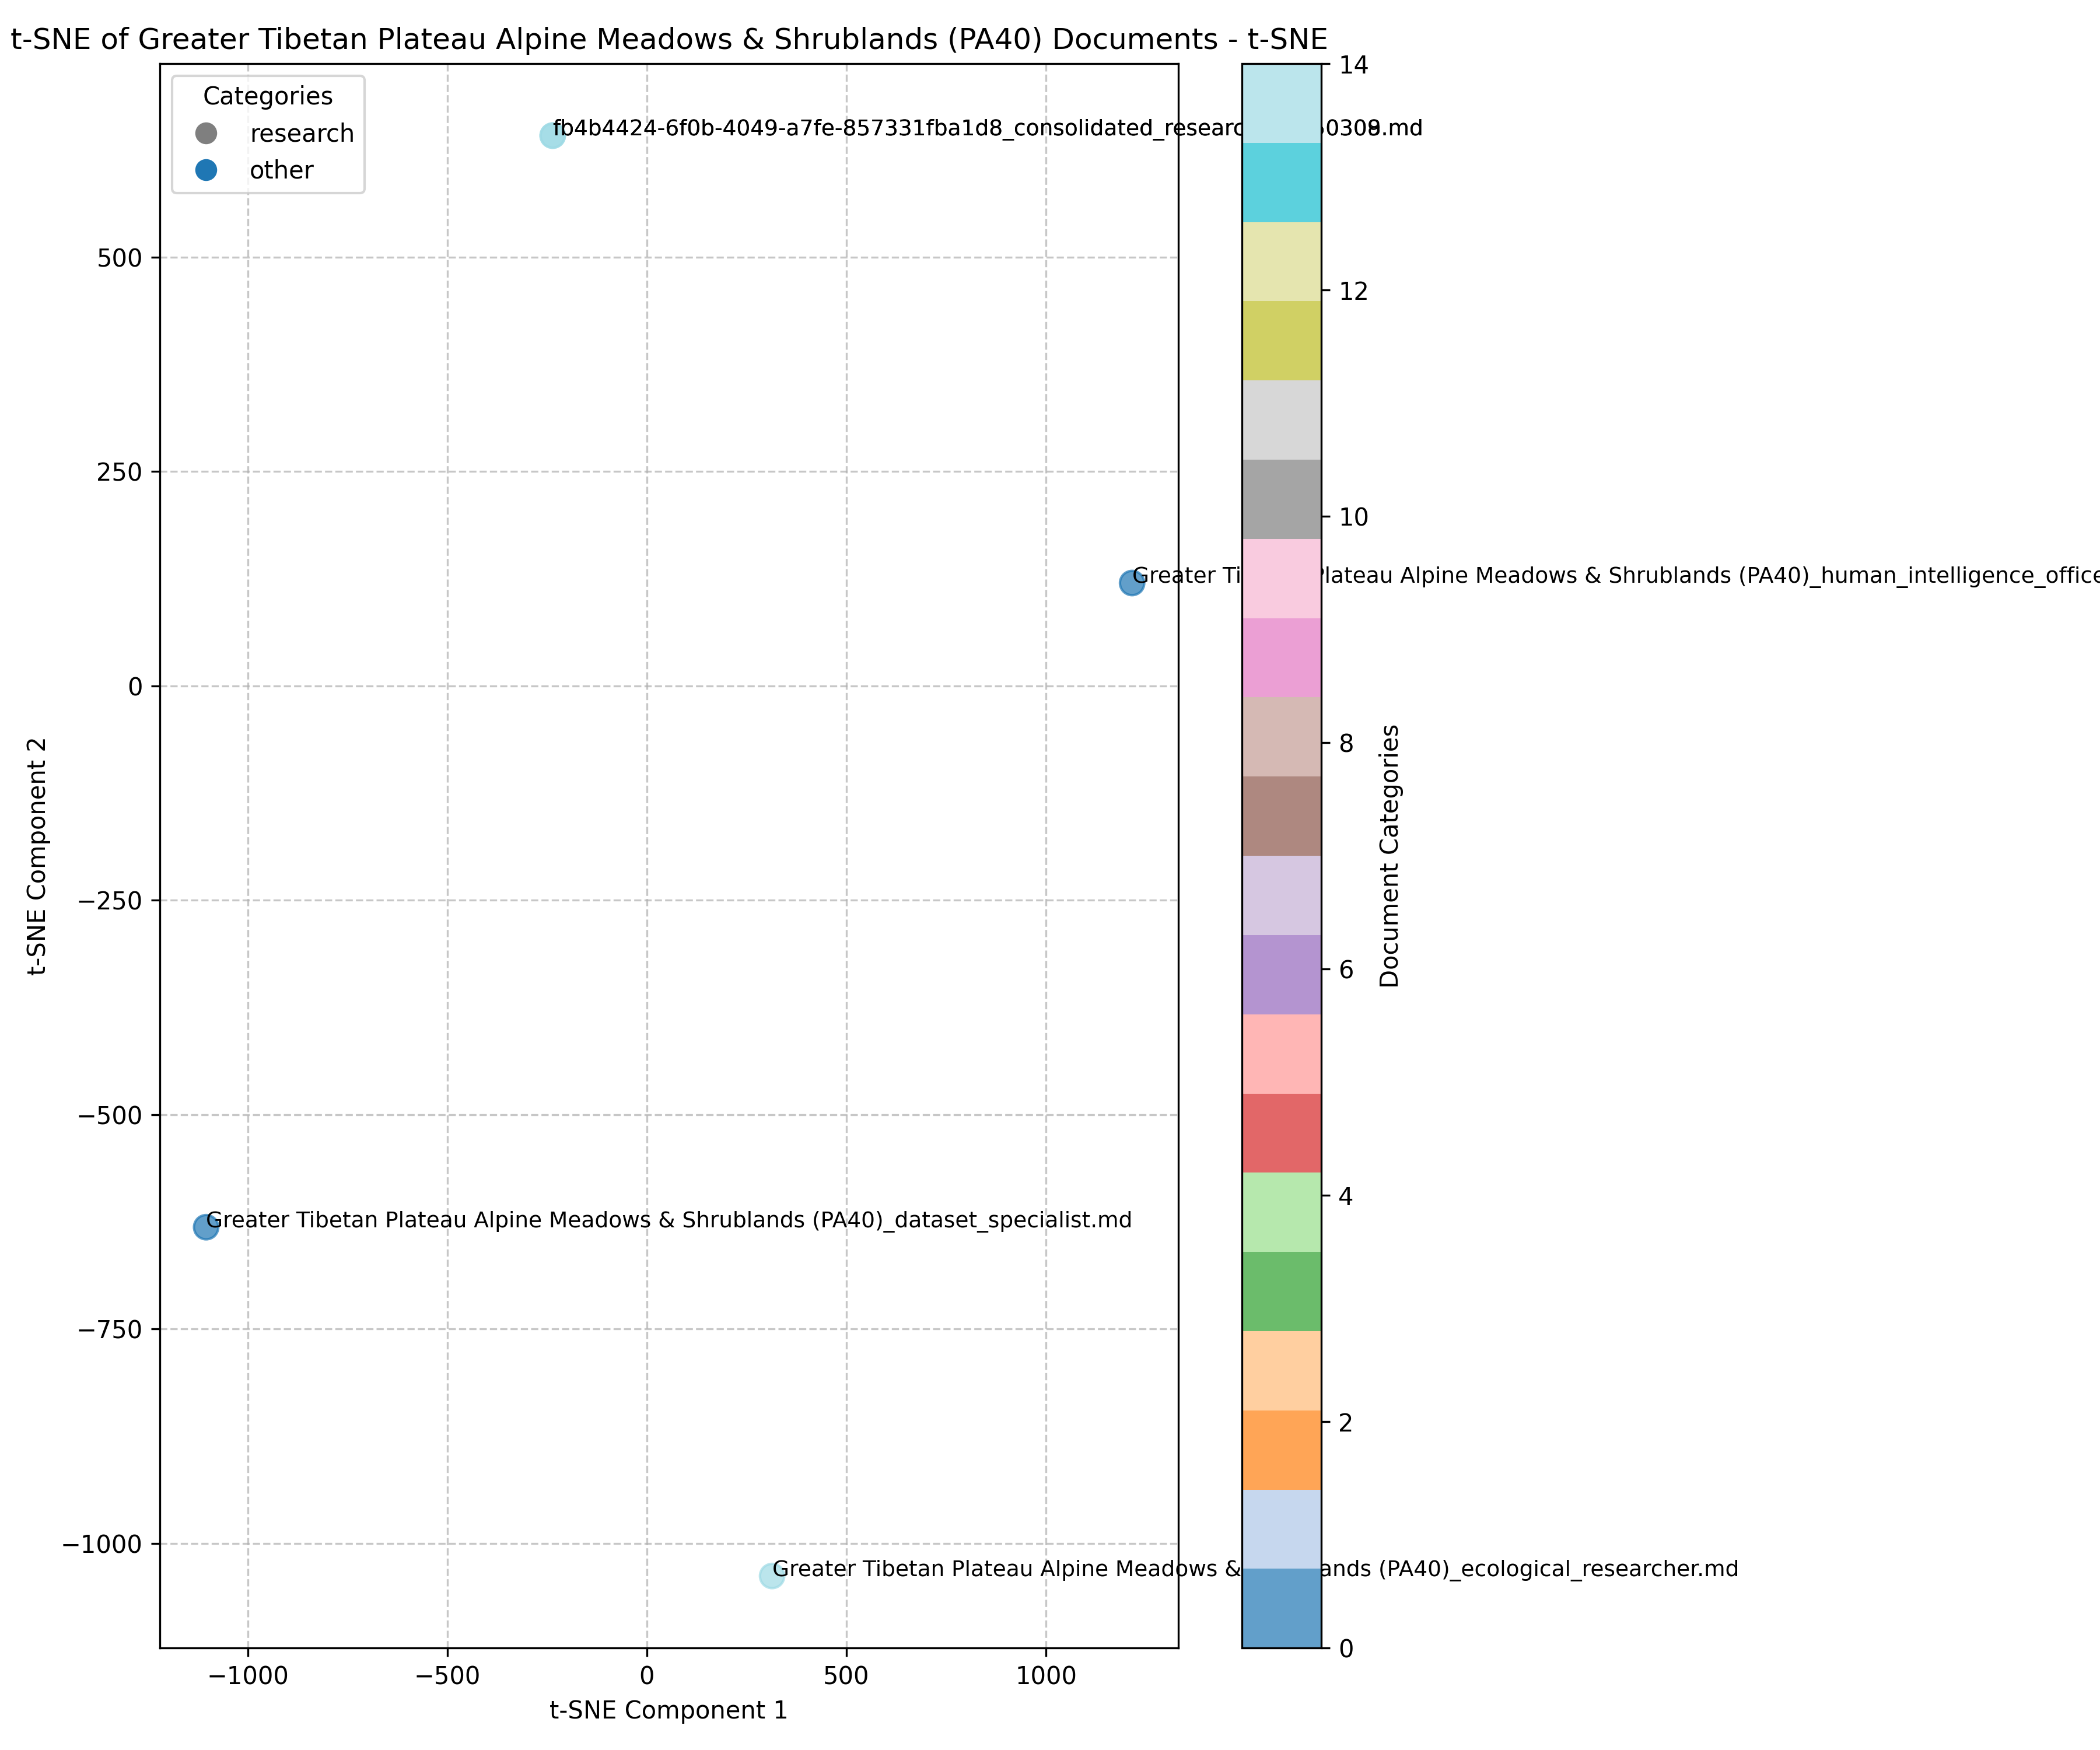 t-SNE of Greater Tibetan Plateau Alpine Meadows & Shrublands (PA40) Documents - t-SNE
Categories
research
other
fb4b4424-6f0b-4049-a7fe-857331fba1d8_consolidated_researc
.md
Greater Ti
lateau Alpine Meadows & Shrublands (PA40)_human_intelligence_office
Greater Tibetan Plateau Alpine Meadows & Shrublands (PA40)_dataset_specialist.md
Greater Tibetan Plateau Alpine Meadows &
ands (PA40)_ecological_researcher.md
500
250
0
−250
−500
−750
−1000
t-SNE Component 2
−1000
−500
0
500
1000
t-SNE Component 1
14
12
10
8
6
4
2
0
Document Categories